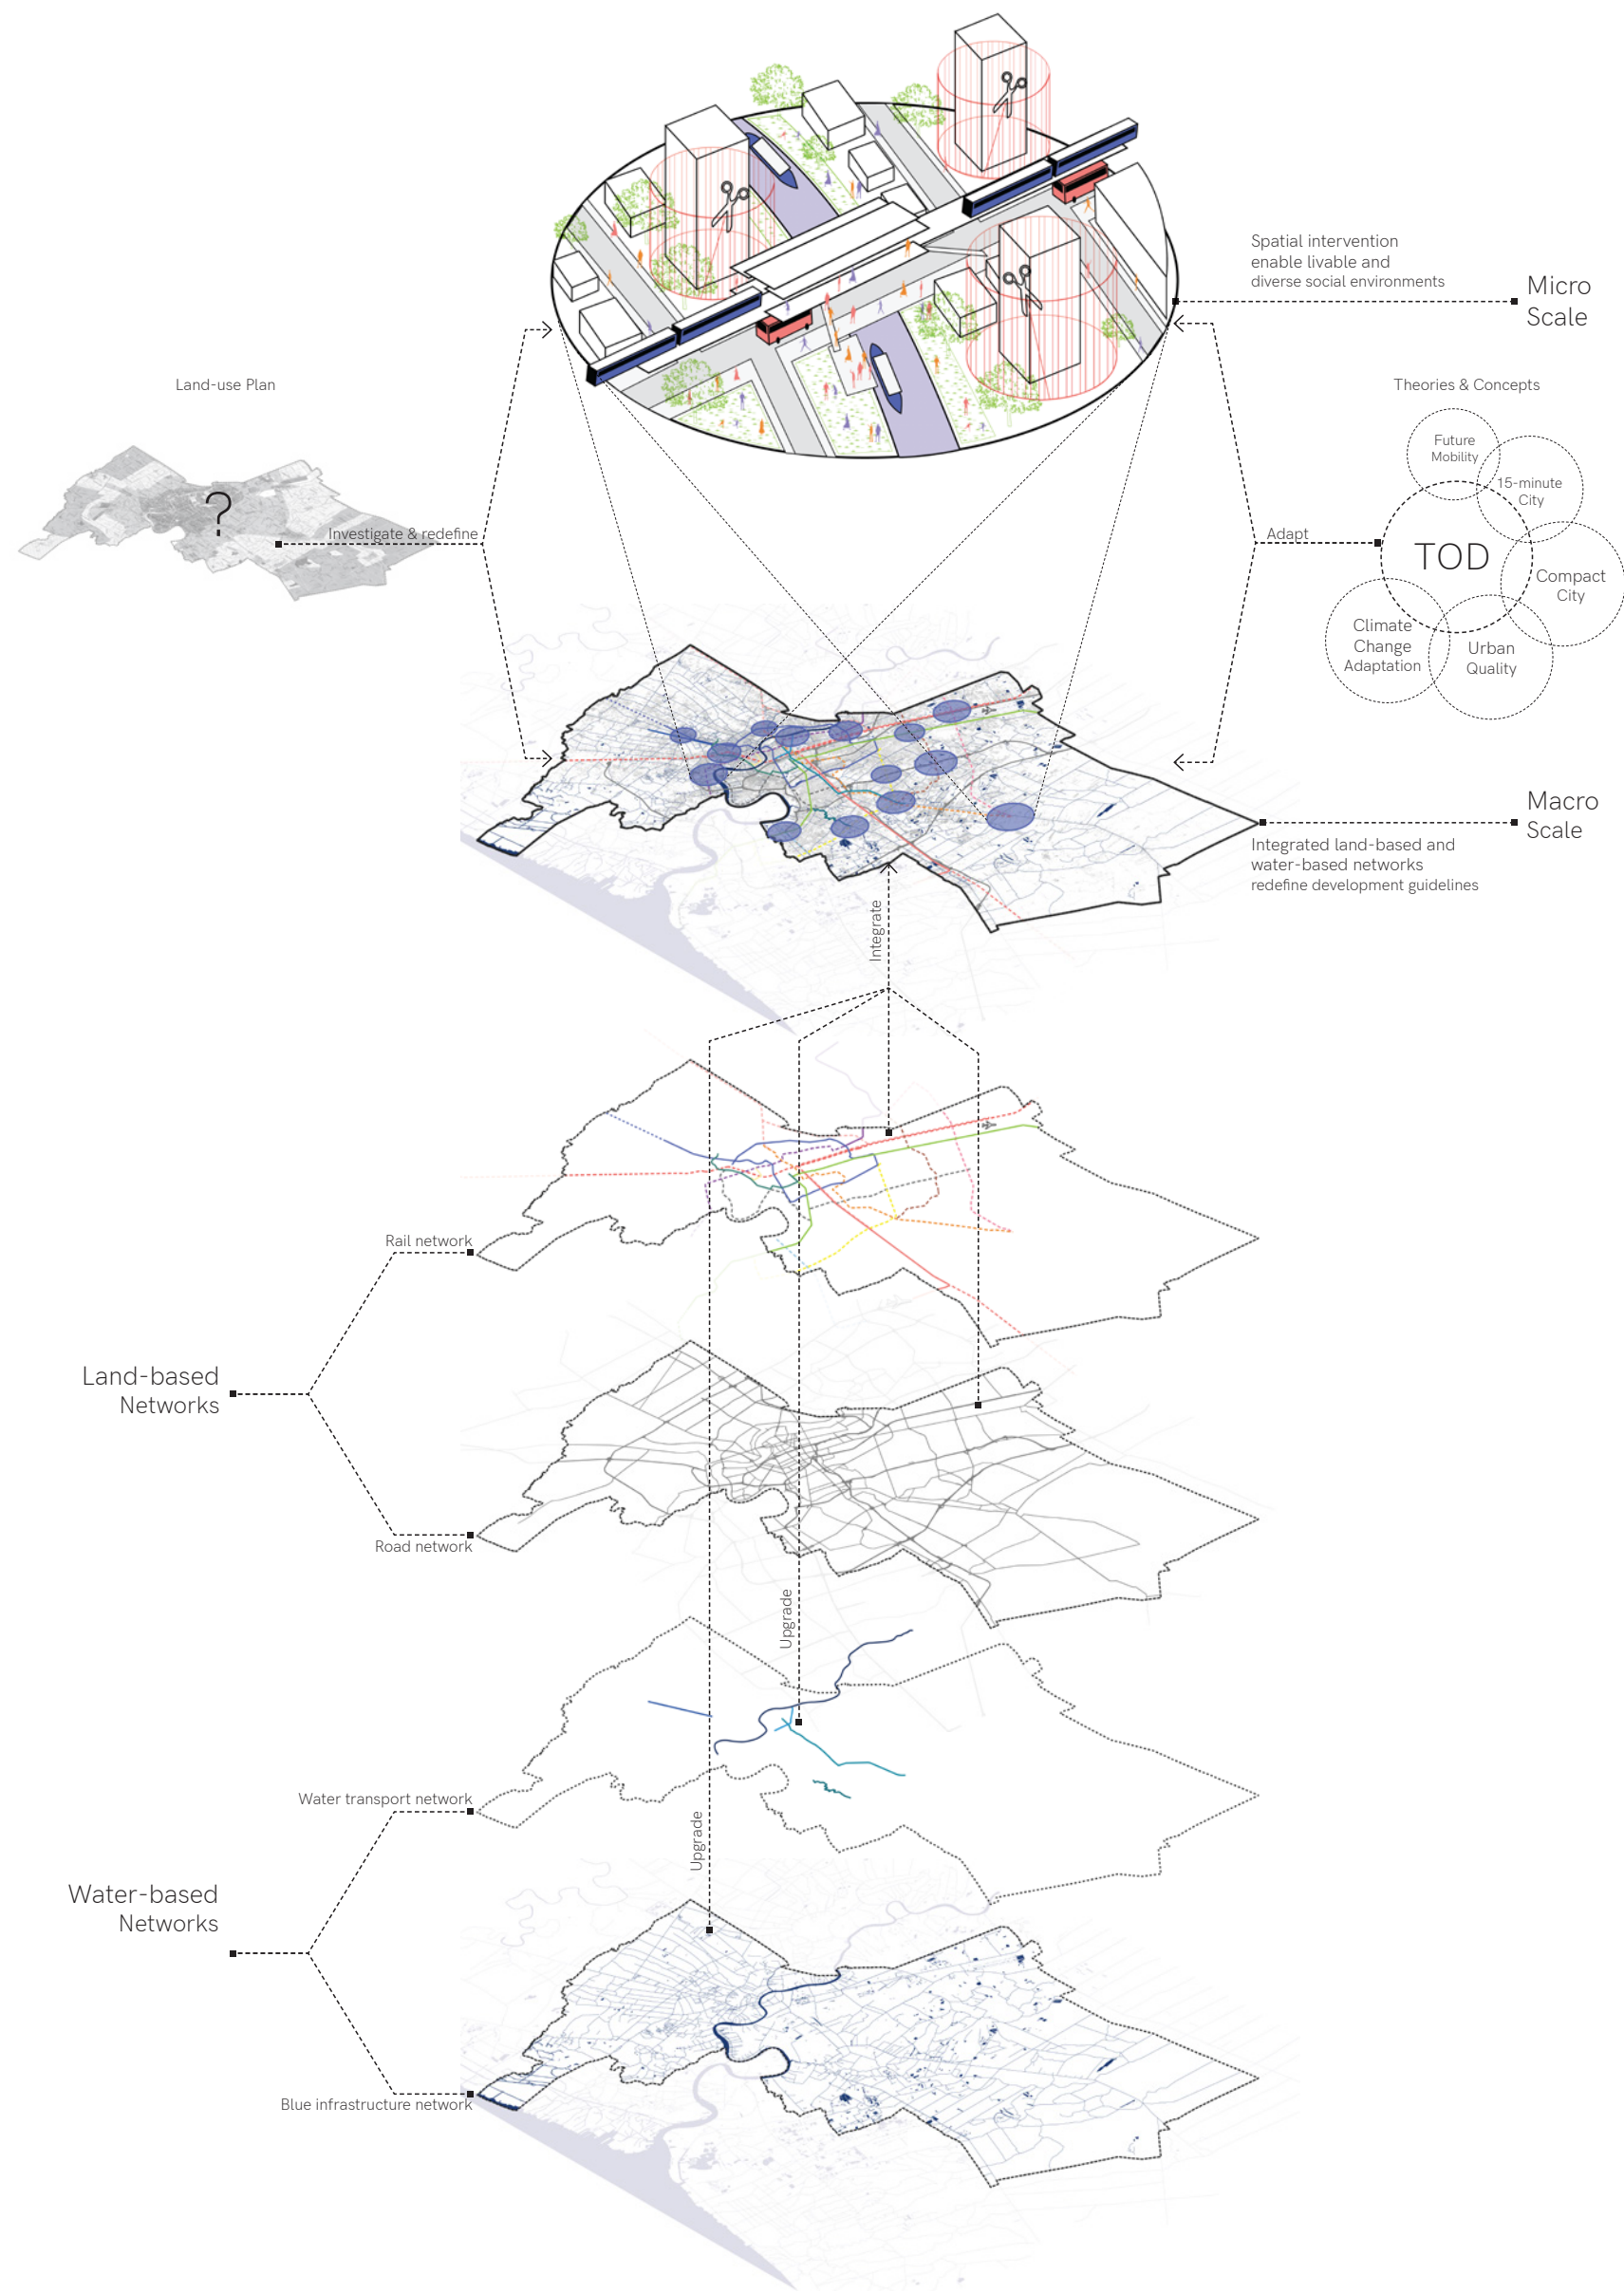 Spatial intervention
enable livable and
diverse social environments
Micro
Scale
Land-use Plan
Theories & Concepts
Future
Mobility
15-minute
City
?
Investigate & redefine
Adapt
TOD
Compact
City
Climate
Change
Adaptation
Urban
Quality
Macro
Scale
Integrated land-based and
water-based networks
redefine development guidelines
Integrate
Rail network
Land-based
Networks
Road network
Upgrade
Water transport network
Upgrade
Water-based
Networks
Blue infrastructure network